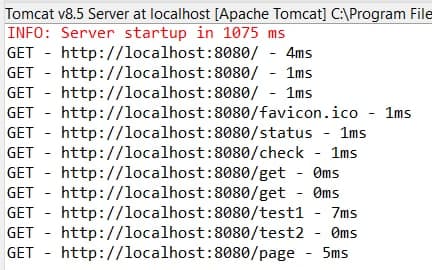 Tomcat v8.5 Server at localhost [Apache Tomcat] C:\Program File
INFO: Server startup in 1075 ms
GET - http://localhost:8080/ - 4ms
GET - http://localhost:8080/ - 1ms
GET - http://localhost:8080/ - 1ms
GET - http://localhost:8080/favicon.ico - 1ms
GET - http://localhost:8080/status - 1ms
GET - http://localhost:8080/check - 1ms
GET - http://localhost:8080/get - 0ms
GET - http://localhost:8080/get - 0ms
GET - http://localhost:8080/test1 - 7ms
GET - http://localhost:8080/test2 - 0ms
GET - http://localhost:8080/page - 5ms